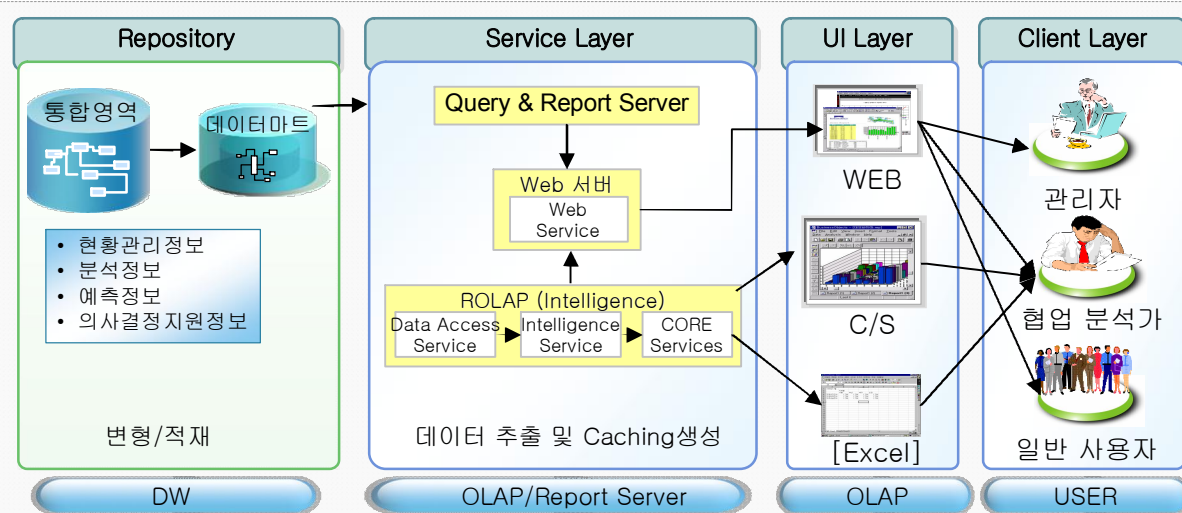 Repository
통합영역
데이터마트
• 현황관리정보
• 분석정보
• 예측정보
• 의사결정지원정보
변형/적재
DW
Service Layer
Query & Report Server
Web 서버
Web
Service
ROLAP (Intelligence)
Data Access
Service
Intelligence
Service
CORE
Services
데이터 추출 및 Caching생성
OLAP/Report Server
UI Layer
WEB
C/S
[Excel]
OLAP
Client Layer
관리자
협업 분석가
일반 사용자
USER